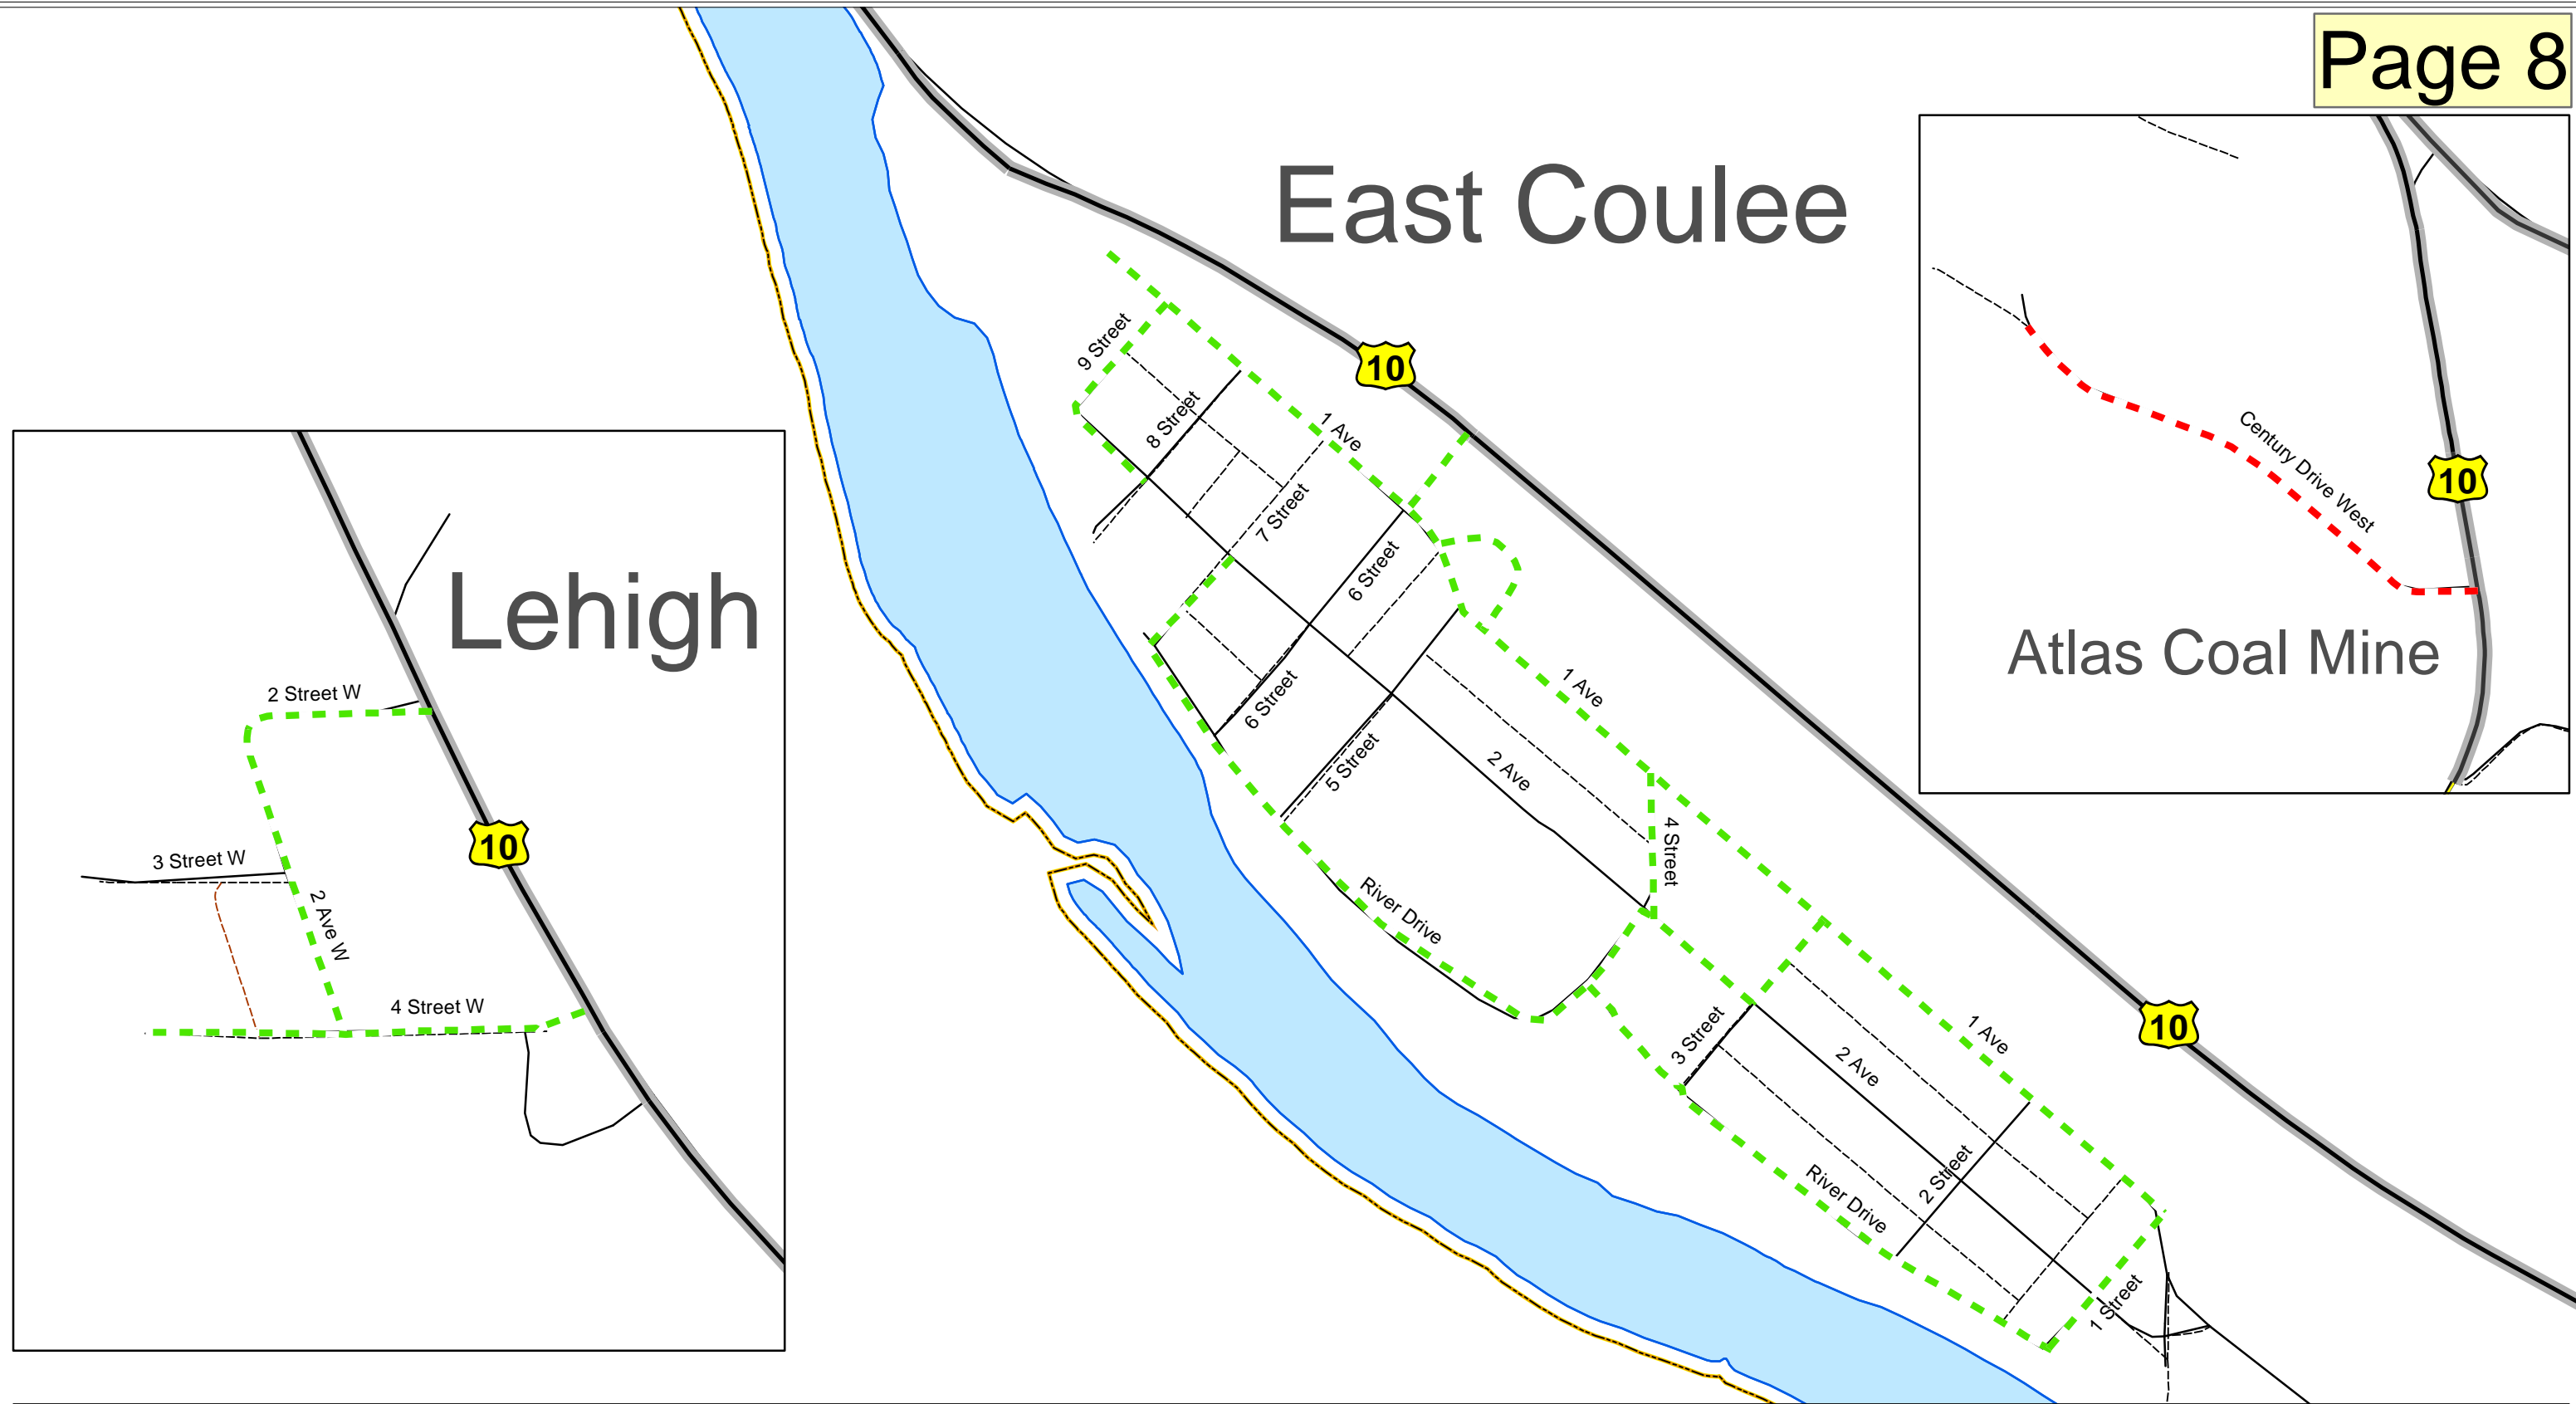 Page 8
East Coulee
10
9 Street
8 Street
1 Ave
7 Street
6 Street
6 Street
5 Street
1 Ave
2 Ave
4 Street
River Drive
3 Street
2 Ave
1 Ave
10
2 Street
River Drive
1 Street
Lehigh
2 Street W
10
3 Street W
2 Ave W
4 Street W
Century Drive West
10
Atlas Coal Mine